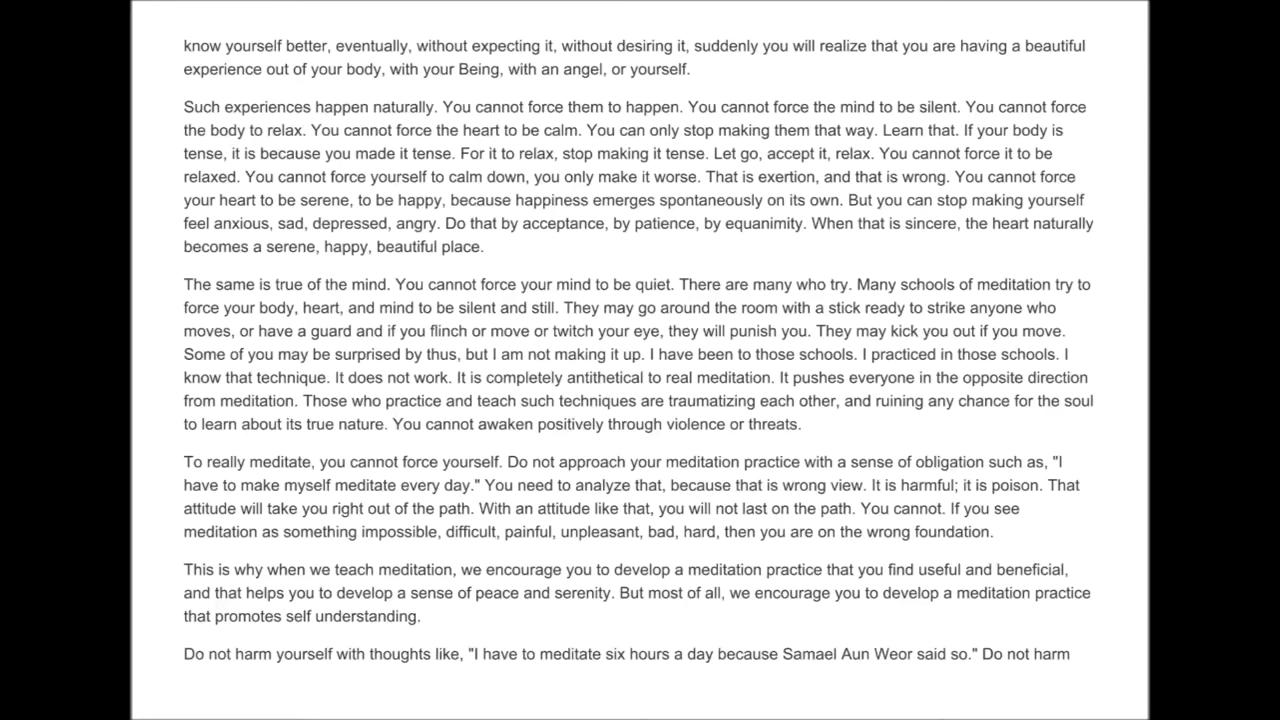 know yourself better, eventually, without expecting it, without desiring it, suddenly you will realize that you are having a beautiful
experience out of your body, with your Being, with an angel, or yourself.
Such experiences happen naturally. You cannot force them to happen. You cannot force the mind to be silent. You cannot force
the body to relax. You cannot force the heart to be calm. You can only stop making them that way. Learn that. If your body is
tense, it is because you made it tense. For it to relax, stop making it tense. Let go, accept it, relax. You cannot force it to be
relaxed. You cannot force yourself to calm down, you only make it worse. That is exertion, and that is wrong. You cannot force
your heart to be serene, to be happy, because happiness emerges spontaneously on its own. But you can stop making yourself
feel anxious, sad, depressed, angry. Do that by acceptance, by patience, by equanimity. When that is sincere, the heart naturally
becomes a serene, happy, beautiful place.
The same is true of the mind. You cannot force your mind to be quiet. There are many who try. Many schools of meditation try to
force your body, heart, and mind to be silent and still. They may go around the room with a stick ready to strike anyone who
moves, or have a guard and if you flinch or move or twitch your eye, they will punish you. They may kick you out if you move.
Some of you may be surprised by thus, but I am not making it up. I have been to those schools. I practiced in those schools. I
know that technique. It does not work. It is completely antithetical to real meditation. It pushes everyone in the opposite direction
from meditation. Those who practice and teach such techniques are traumatizing each other, and ruining any chance for the soul
to learn about its true nature. You cannot awaken positively through violence or threats.
To really meditate, you cannot force yourself. Do not approach your meditation practice with a sense of obligation such as, "I
have to make myself meditate every day." You need to analyze that, because that is wrong view. It is harmful; it is poison. That
attitude will take you right out of the path. With an attitude like that, you will not last on the path. You cannot. If you see
meditation as something impossible, difficult, painful, unpleasant, bad, hard, then you are on the wrong foundation.
This is why when we teach meditation, we encourage you to develop a meditation practice that you find useful and beneficial,
and that helps you to develop a sense of peace and serenity. But most of all, we encourage you to develop a meditation practice
that promotes self understanding.
Do not harm yourself with thoughts like, "I have to meditate six hours a day because Samael Aun Weor said so." Do not harm